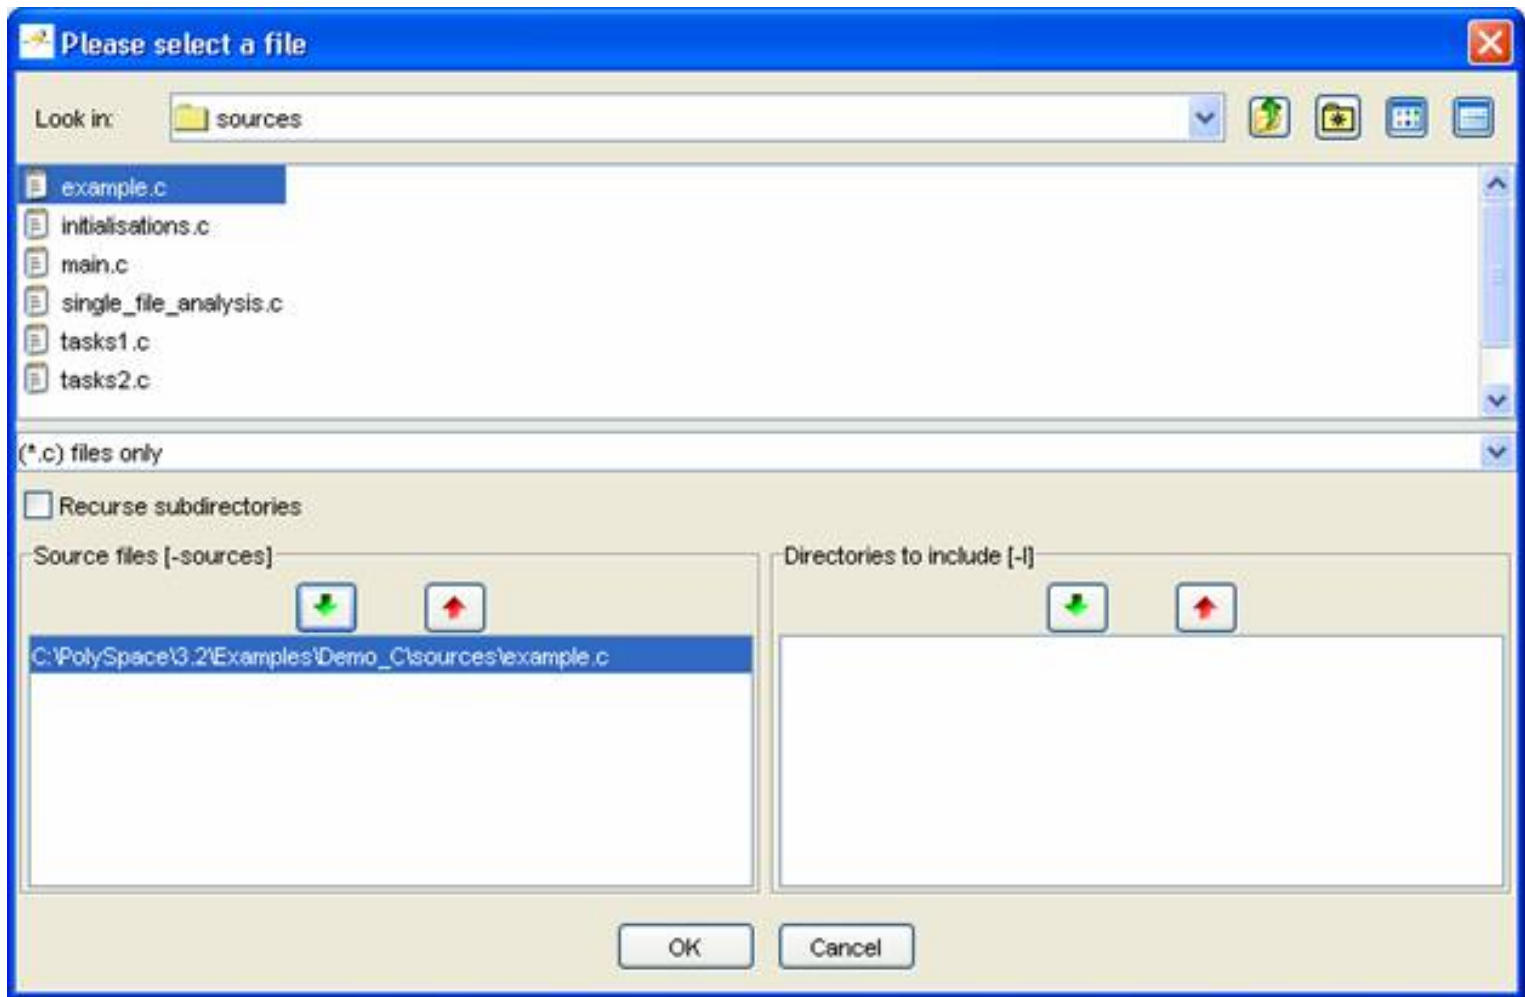 Please select a file
Look in: sources
example.c
initialisations.c
main.c
single_file_analysis.c
tasks1.c
tasks2.c
(*.c) files only
Recurse subdirectories
Source files [-sources]
Directories to include [-I]
C:\PolySpace\3.2\Examples\Demo_C\sources\example.c
OK
Cancel